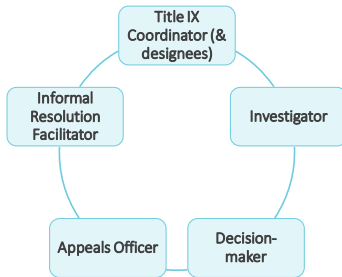 Title IX
Coordinator (&
designees)
Informal
Resolution
Facilitator
Investigator
Appeals Officer
Decision-
maker